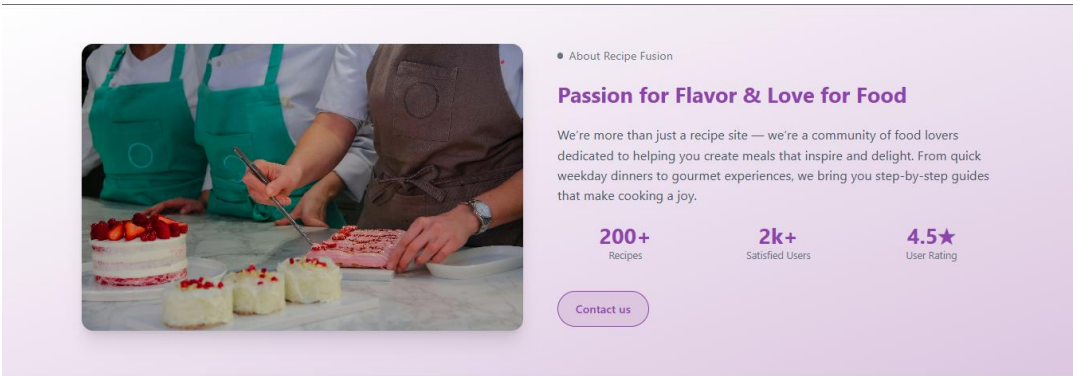 About Recipe Fusion
Passion for Flavor & Love for Food
We're more than just a recipe site — we're a community of food lovers
dedicated to helping you create meals that inspire and delight. From quick
weekday dinners to gourmet experiences, we bring you step-by-step guides
that make cooking a joy.
200+ 2k+ 4.5★
Recipes Satisfied Users User Rating
Contact us